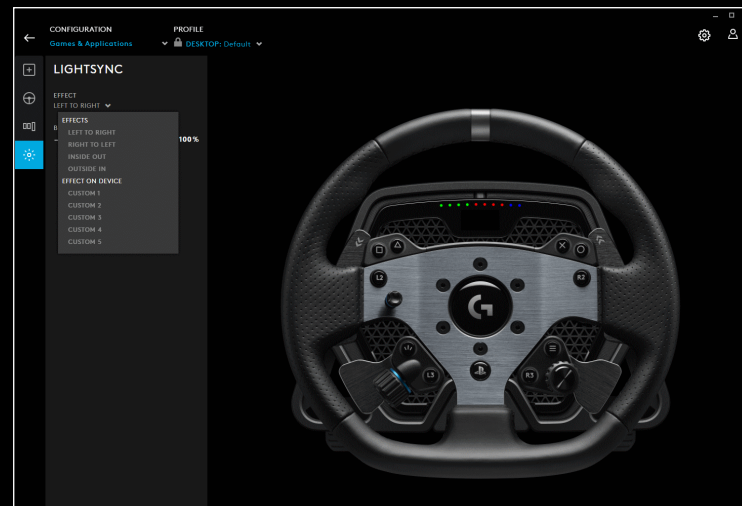 CONFIGURATION
Games & Applications
PROFILE
DESKTOP: Default
LIGHTSYNC
EFFECT
LEFT TO RIGHT
EFFECTS
LEFT TO RIGHT
RIGHT TO LEFT
INSIDE OUT
OUTSIDE IN
EFFECT ON DEVICE
CUSTOM 1
CUSTOM 2
CUSTOM 3
CUSTOM 4
CUSTOM 5
100%
L2
R2
G
L3
R3